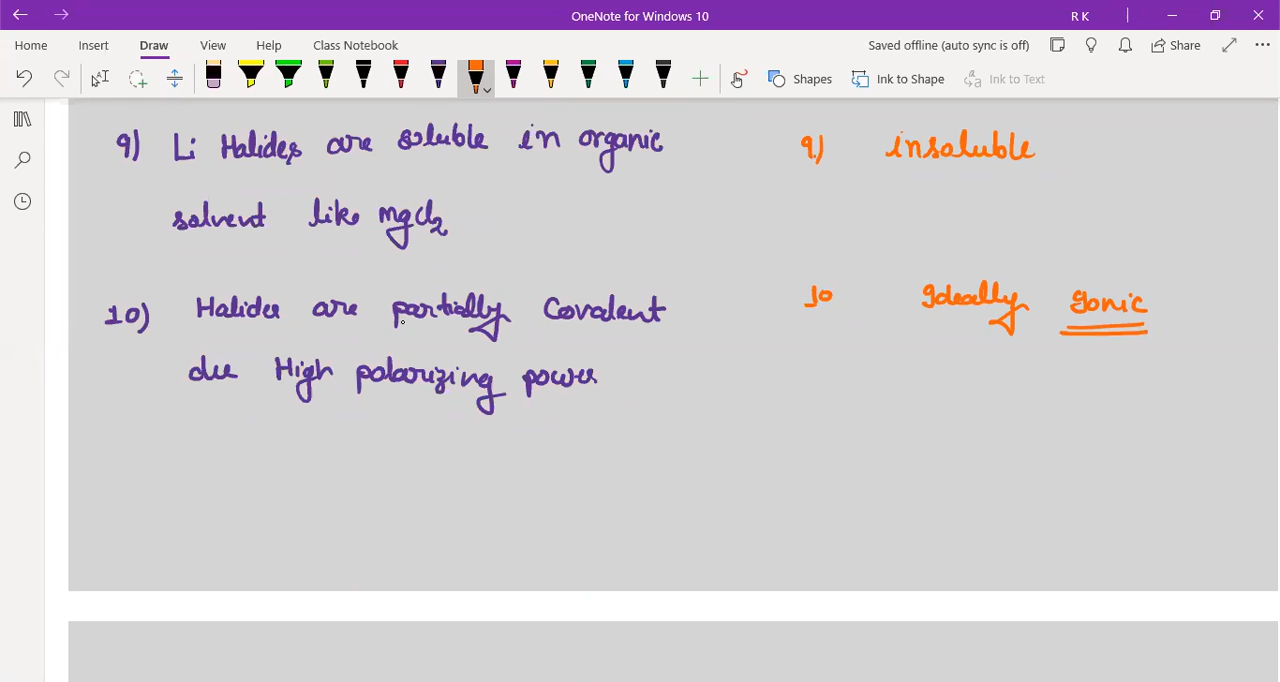 OneNote for Windows 10
R K
Home Insert Draw View Help Class Notebook
Saved offline (auto sync is off) Share
Shapes Ink to Shape Ink to Text
9) Li Halides are soluble in organic
solvent like MgCl2
9.) insaluble
10) Halides are partially Covalent
due High polarizing power
10 Ideally Ionic